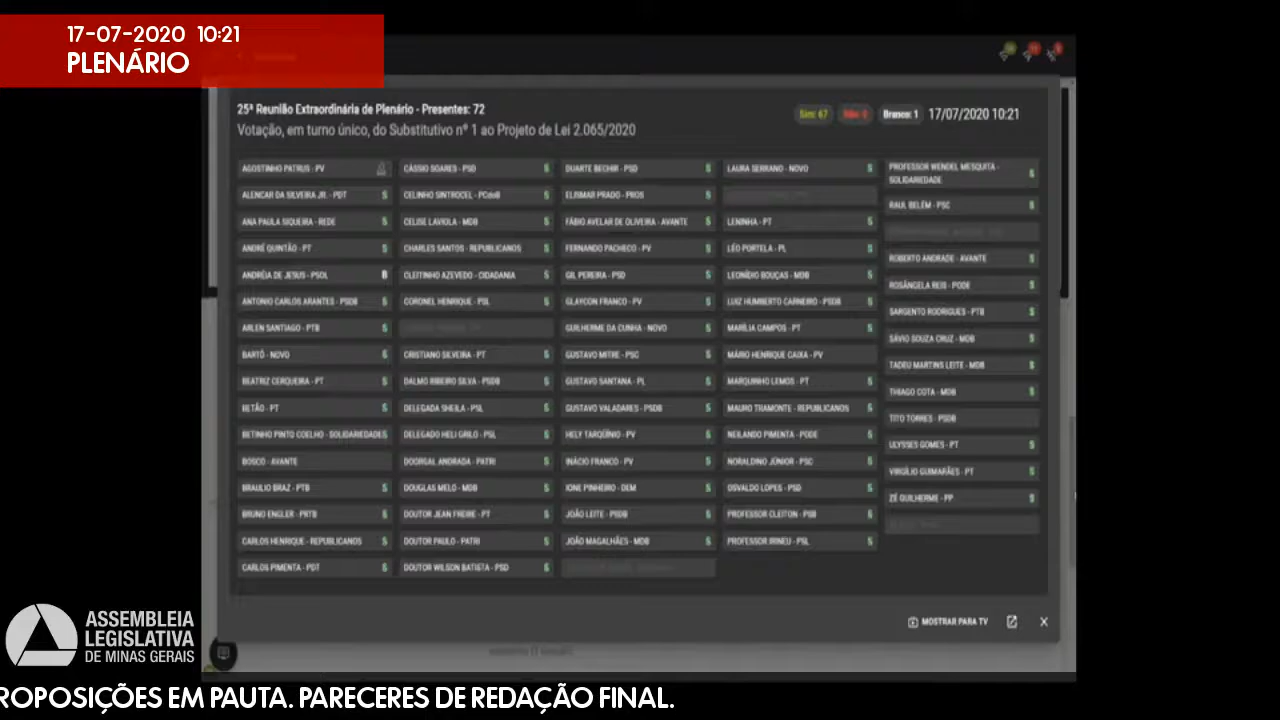 17-07-2020 10:21
PLENÁRIO
25ª Reunião Extraordinária de Plenário - Presentes: 72
Sim: 67
Não: 0
Branco: 1
17/07/2020 10:21
Votação, em turno único, do Substitutivo nº 1 ao Projeto de Lei 2.065/2020
AGOSTINHO PATRUS - PV
ALENCAR DA SILVEIRA JR. - PDT S
ANA PAULA SIQUEIRA - REDE S
ANDRÉ QUINTÃO - PT S
ANDRÉIA DE JESUS - PSOL B
ANTONIO CARLOS ARANTES - PSDB S
ARLEN SANTIAGO - PTB S
BARTÔ - NOVO S
BEATRIZ CERQUEIRA - PT S
BETÃO - PT S
BETINHO PINTO COELHO - SOLIDARIEDADE S
BOSCO - AVANTE
BRAULIO BRAZ - PTB S
BRUNO ENGLER - PRTB S
CARLOS HENRIQUE - REPUBLICANOS S
CARLOS PIMENTA - PDT S
CÁSSIO SOARES - PSD S
CELINHO SINTROCEL - PCdoB S
CELISE LAVIOLA - MDB S
CHARLES SANTOS - REPUBLICANOS S
CLEITINHO AZEVEDO - CIDADANIA S
CORONEL HENRIQUE - PSL S
CRISTIANO SILVEIRA - PT S
DALMO RIBEIRO SILVA - PSDB S
DELEGADA SHEILA - PSL S
DELEGADO HELI GRILO - PSL S
DOORGAL ANDRADA - PATRI S
DOUGLAS MELO - MDB S
DOUTOR JEAN FREIRE - PT S
DOUTOR PAULO - PATRI S
DOUTOR WILSON BATISTA - PSD S
DUARTE BECHIR - PSD S
ELISMAR PRADO - PROS S
FÁBIO AVELAR DE OLIVEIRA - AVANTE S
FERNANDO PACHECO - PV S
GIL PEREIRA - PSD S
GLAYCON FRANCO - PV S
GUILHERME DA CUNHA - NOVO S
GUSTAVO MITRE - PSC S
GUSTAVO SANTANA - PL S
GUSTAVO VALADARES - PSDB S
HELY TARQÜÍNIO - PV S
INÁCIO FRANCO - PV S
IONE PINHEIRO - DEM S
JOÃO LEITE - PSDB S
JOÃO MAGALHÃES - MDB S
LAURA SERRANO - NOVO S
LENINHA - PT S
LÉO PORTELA - PL S
LEONÍDIO BOUÇAS - MDB S
LUIZ HUMBERTO CARNEIRO - PSDB S
MARÍLIA CAMPOS - PT S
MÁRIO HENRIQUE CAIXA - PV
MARQUINHO LEMOS - PT S
MAURO TRAMONTE - REPUBLICANOS S
NEILANDO PIMENTA - PODE S
NORALDINO JÚNIOR - PSC S
OSVALDO LOPES - PSD S
PROFESSOR CLEITON - PSB S
PROFESSOR IRINEU - PSL S
PROFESSOR WENDEL MESQUITA -
SOLIDARIEDADE S
RAUL BELÉM - PSC S
ROBERTO ANDRADE - AVANTE S
ROSÂNGELA REIS - PODE S
SARGENTO RODRIGUES - PTB S
SÁVIO SOUZA CRUZ - MDB S
TADEU MARTINS LEITE - MDB S
THIAGO COTA - MDB S
TITO TORRES - PSDB
ULYSSES GOMES - PT S
VIRGÍLIO GUIMARÃES - PT S
ZÉ GUILHERME - PP S
MOSTRAR PARA TV
ASSEMBLEIA
LEGISLATIVA
DE MINAS GERAIS
ROPOSIÇÕES EM PAUTA. PARECERES DE REDAÇÃO FINAL.